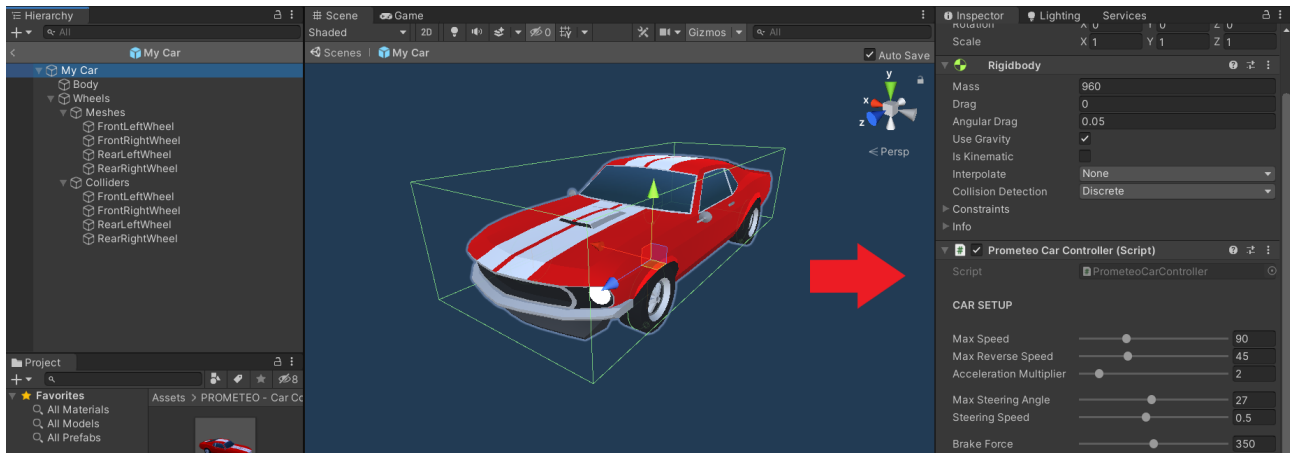 Hierarchy
All
My Car
My Car
Body
Wheels
Meshes
FrontLeftWheel
FrontRightWheel
RearLeftWheel
RearRightWheel
Colliders
FrontLeftWheel
FrontRightWheel
RearLeftWheel
RearRightWheel
Project
8
Favorites
All Materials
All Models
All Prefabs
Assets > PROMETEO - Car Co
Scene
Game
Shaded
2D
0
Gizmos
All
Scenes | My Car
Auto Save
y
x
z
Persp
Inspector
Lighting
Services
Rotation X 0 Y 0 Z 0
Scale X 1 Y 1 Z 1
Rigidbody
Mass 960
Drag 0
Angular Drag 0.05
Use Gravity
Is Kinematic
Interpolate None
Collision Detection Discrete
Constraints
Info
# Prometeo Car Controller (Script)
Script PrometeoCarController
CAR SETUP
Max Speed 90
Max Reverse Speed 45
Acceleration Multiplier 2
Max Steering Angle 27
Steering Speed 0.5
Brake Force 350